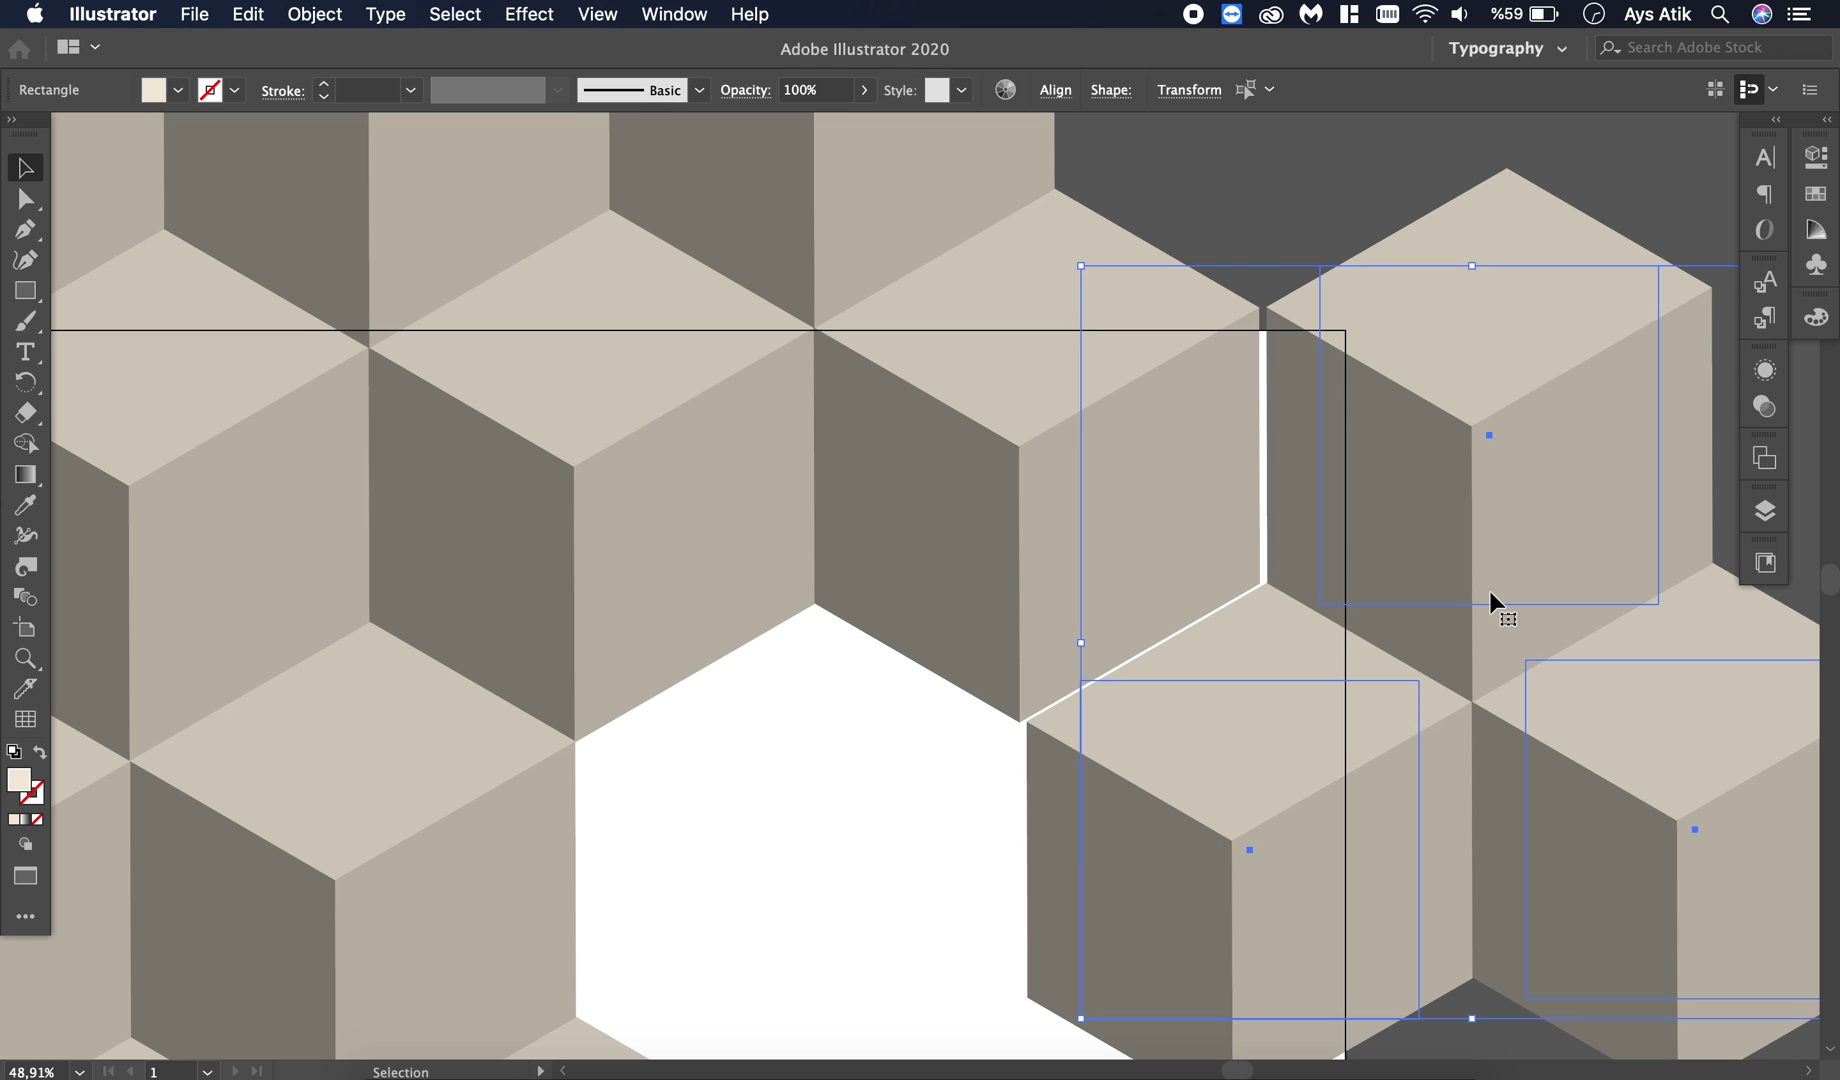 Illustrator File Edit Object Type Select Effect View Window Help %59 Ays Atik
Adobe Illustrator 2020 Typography Search Adobe Stock
Rectangle Stroke: Basic Opacity: 100% Style: Align Shape: Transform
48,91% 1 Selection